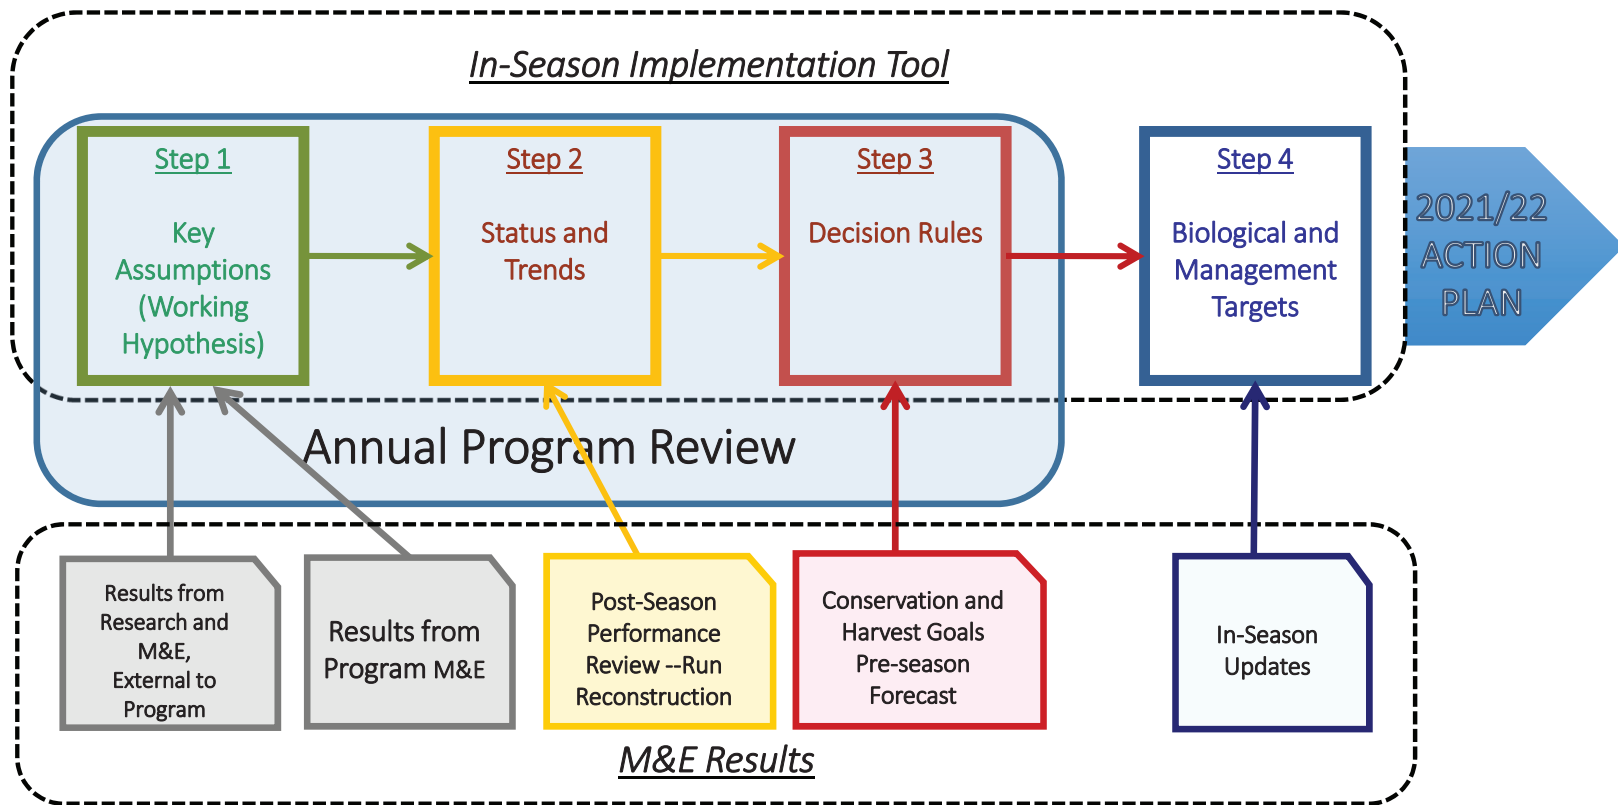 In-Season Implementation Tool
Step 1
Key
Assumptions
(Working
Hypothesis)
Step 2
Status and
Trends
Step 3
Decision Rules
Step 4
Biological and
Management
Targets
2021/22
ACTION
PLAN
Annual Program Review
Results from
Research and
M&E,
External to
Program
Results from
Program M&E
Post-Season
Performance
Review --Run
Reconstruction
Conservation and
Harvest Goals
Pre-season
Forecast
In-Season
Updates
M&E Results